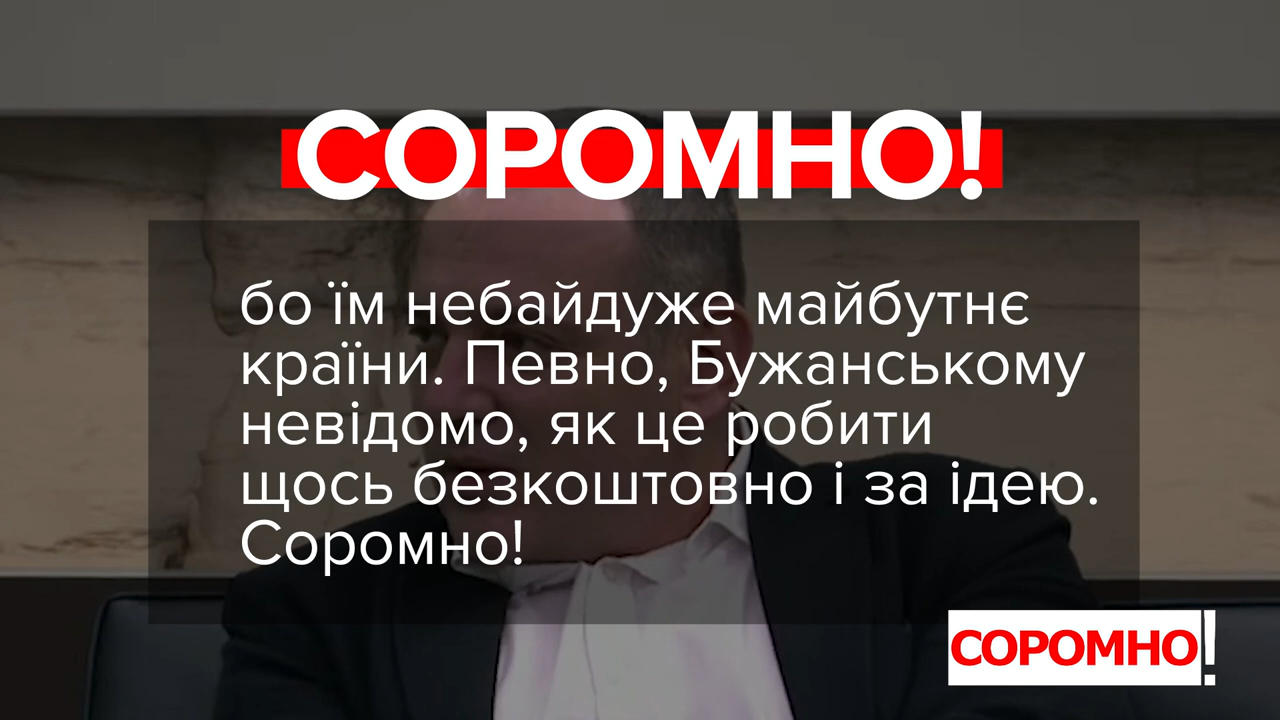 СОРОМНО!
бо їм небайдуже майбутнє
країни. Певно, Бужанському
невідомо, як це робити
щось безкоштовно і за ідею.
Соромно!
СОРОМНО!